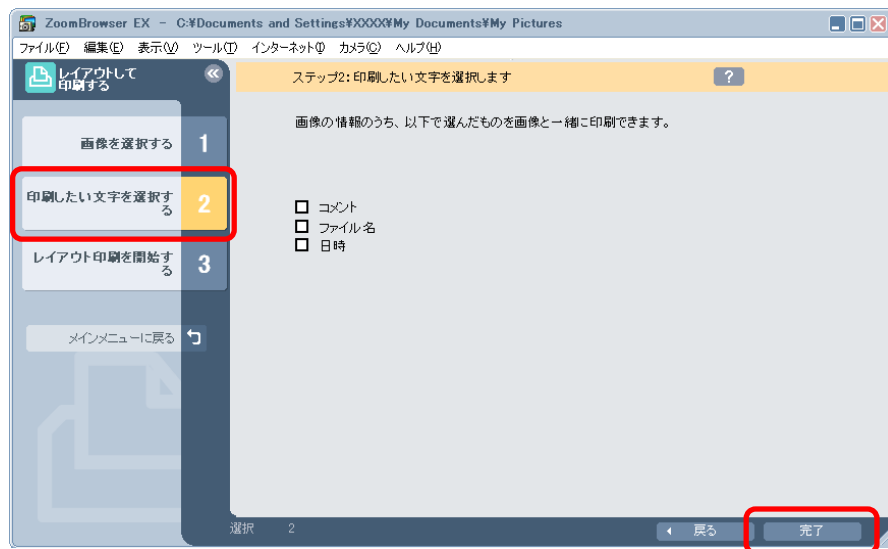 ZoomBrowser EX - C:¥Documents and Settings¥XXXX¥My Documents¥My Pictures
ファイル(F) 編集(E) 表示(V) ツール(T) インターネット(I) カメラ(C) ヘルプ(H)
レイアウトして
印刷する
ステップ2: 印刷したい文字を選択します
?
画像の情報のうち、以下で選んだものを画像と一緒に印刷できます。
画像を選択する 1
印刷したい文字を選択す
る
2
レイアウト印刷を開始す
る
3
メインメニューに戻る
コメント
ファイル名
日時
選択 2
戻る
完了